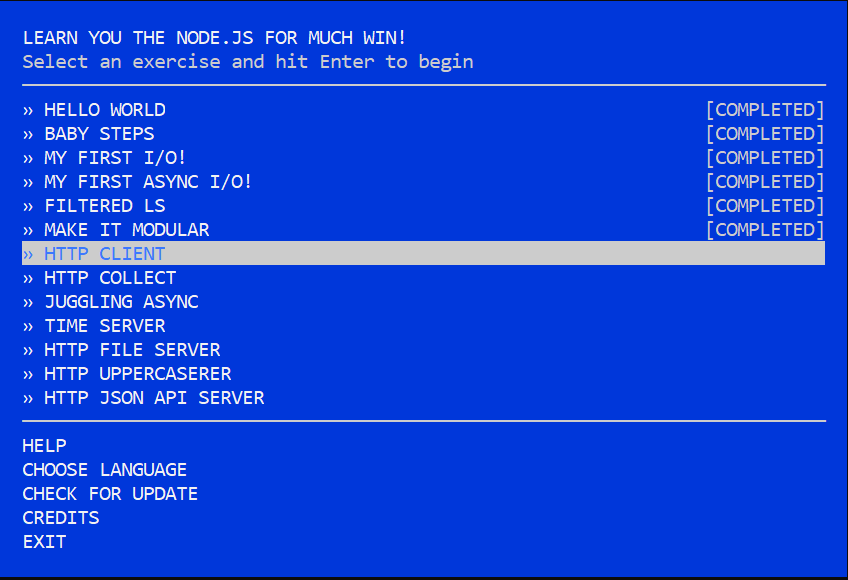 LEARN YOU THE NODE.JS FOR MUCH WIN!
Select an exercise and hit Enter to begin
» HELLO WORLD [COMPLETED]
» BABY STEPS [COMPLETED]
» MY FIRST I/O! [COMPLETED]
» MY FIRST ASYNC I/O! [COMPLETED]
» FILTERED LS [COMPLETED]
» MAKE IT MODULAR [COMPLETED]
» HTTP CLIENT
» HTTP COLLECT
» JUGGLING ASYNC
» TIME SERVER
» HTTP FILE SERVER
» HTTP UPPERCASERER
» HTTP JSON API SERVER
HELP
CHOOSE LANGUAGE
CHECK FOR UPDATE
CREDITS
EXIT